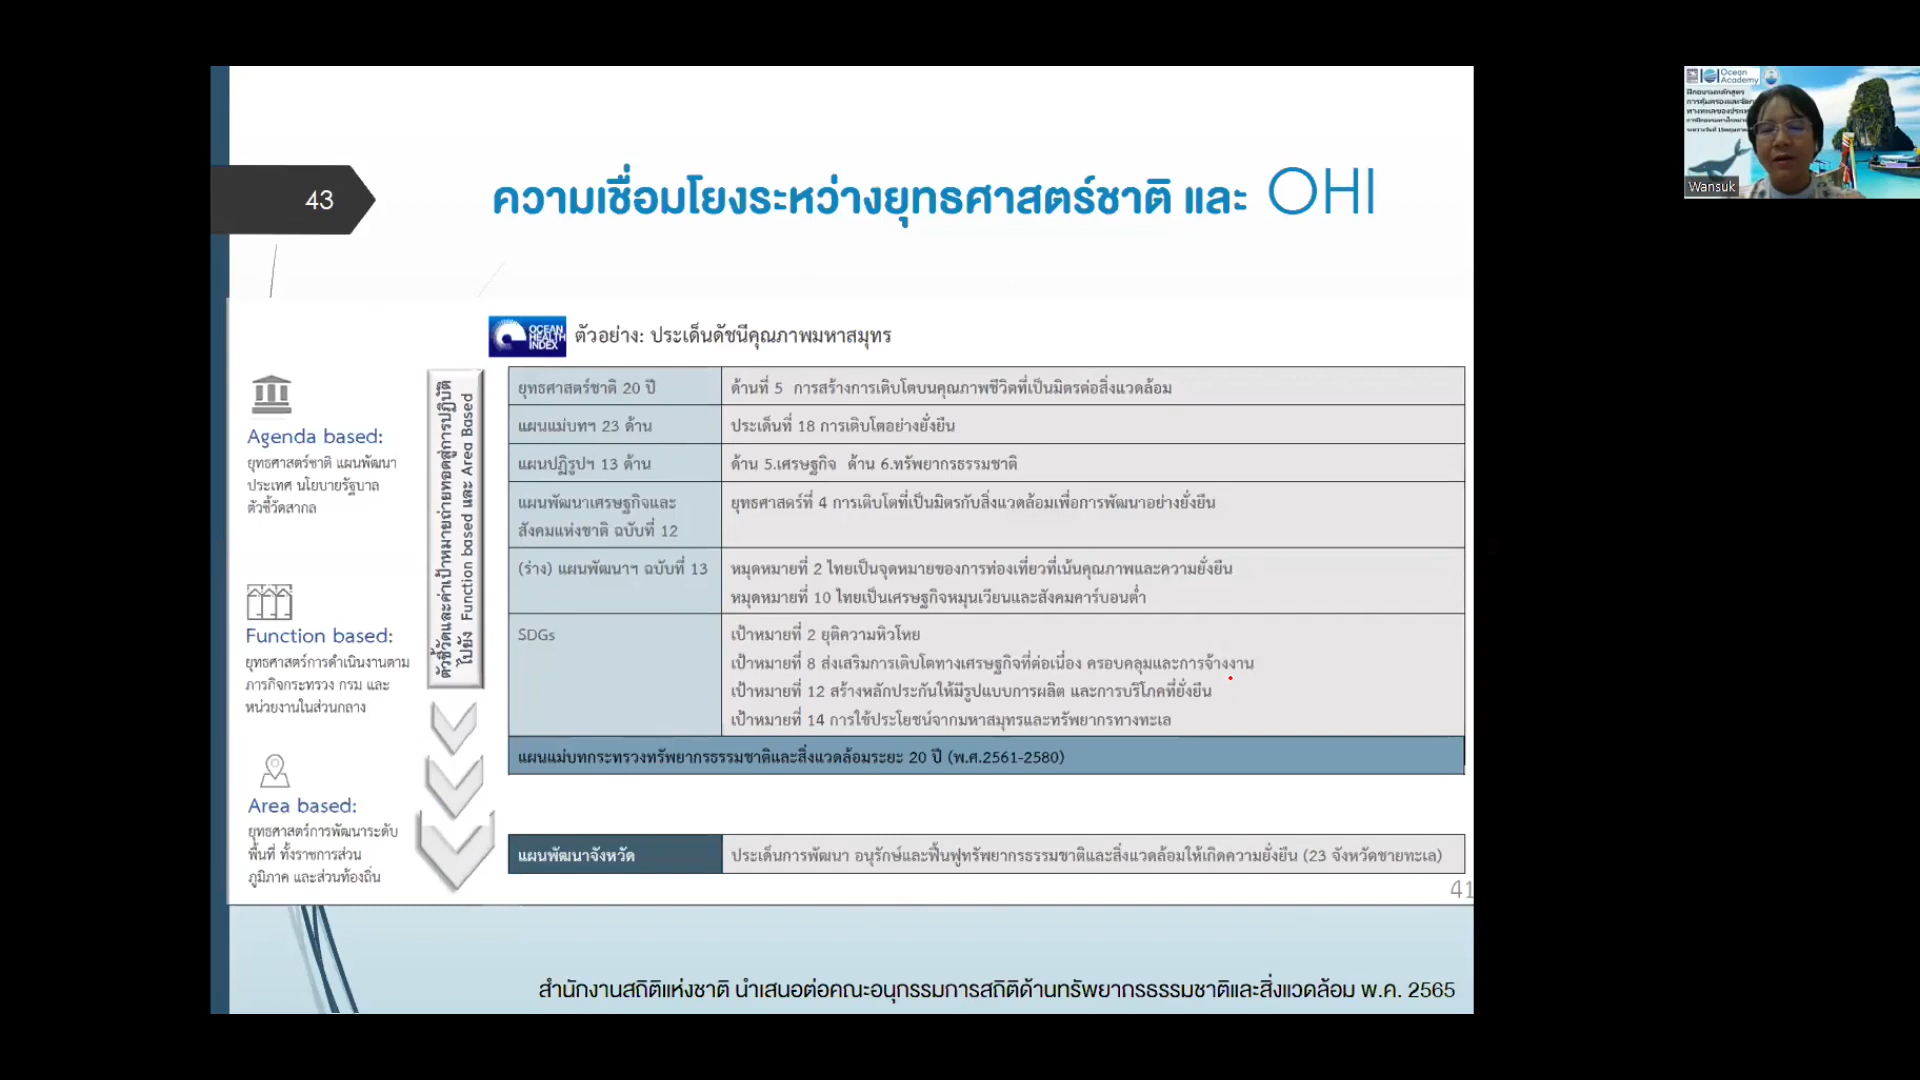 43
ความเชื่อมโยงระหว่างยุทธศาสตร์ชาติ และ OHI
OCEAN
HEALTH
INDEX
ตัวอย่าง: ประเด็นดัชนีคุณภาพมหาสมุทร
Agenda based:
ยุทธศาสตร์ชาติ แผนพัฒนา
ประเทศ นโยบายรัฐบาล
ตัวชี้วัดสากล
Function based:
ยุทธศาสตร์การดำเนินงานตาม
ภารกิจกระทรวง กรม และ
หน่วยงานในส่วนกลาง
Area based:
ยุทธศาสตร์การพัฒนาระดับ
พื้นที่ ทั้งราชการส่วน
ภูมิภาค และส่วนท้องถิ่น
ตัวชี้วัดและค่าเป้าหมายถ่ายทอดสู่การปฏิบัติ
ไปยัง Function based และ Area Based
ยุทธศาสตร์ชาติ 20 ปี
ด้านที่ 5 การสร้างการเติบโตบนคุณภาพชีวิตที่เป็นมิตรต่อสิ่งแวดล้อม
แผนแม่บทฯ 23 ด้าน
ประเด็นที่ 18 การเติบโตอย่างยั่งยืน
แผนปฏิรูปฯ 13 ด้าน
ด้าน 5.เศรษฐกิจ ด้าน 6.ทรัพยากรธรรมชาติ
แผนพัฒนาเศรษฐกิจและ
สังคมแห่งชาติ ฉบับที่ 12
ยุทธศาสตร์ที่ 4 การเติบโตที่เป็นมิตรกับสิ่งแวดล้อมเพื่อการพัฒนาอย่างยั่งยืน
(ร่าง) แผนพัฒนาฯ ฉบับที่ 13
หมุดหมายที่ 2 ไทยเป็นจุดหมายของการท่องเที่ยวที่เน้นคุณภาพและความยั่งยืน
หมุดหมายที่ 10 ไทยเป็นเศรษฐกิจหมุนเวียนและสังคมคาร์บอนต่ำ
SDGs
เป้าหมายที่ 2 ยุติความหิวโหย
เป้าหมายที่ 8 ส่งเสริมการเติบโตทางเศรษฐกิจที่ต่อเนื่อง ครอบคลุมและการจ้างงาน
เป้าหมายที่ 12 สร้างหลักประกันให้มีรูปแบบการผลิต และการบริโภคที่ยั่งยืน
เป้าหมายที่ 14 การใช้ประโยชน์จากมหาสมุทรและทรัพยากรทางทะเล
แผนแม่บทกระทรวงทรัพยากรธรรมชาติและสิ่งแวดล้อมระยะ 20 ปี (พ.ศ.2561-2580)
แผนพัฒนาจังหวัด
ประเด็นการพัฒนา อนุรักษ์และฟื้นฟูทรัพยากรธรรมชาติและสิ่งแวดล้อมให้เกิดความยั่งยืน (23 จังหวัดชายทะเล)
41
สำนักงานสถิติแห่งชาติ นำเสนอต่อคณะอนุกรรมการสถิติด้านทรัพยากรธรรมชาติและสิ่งแวดล้อม พ.ค. 2565
Ocean
Academy
Wansuk